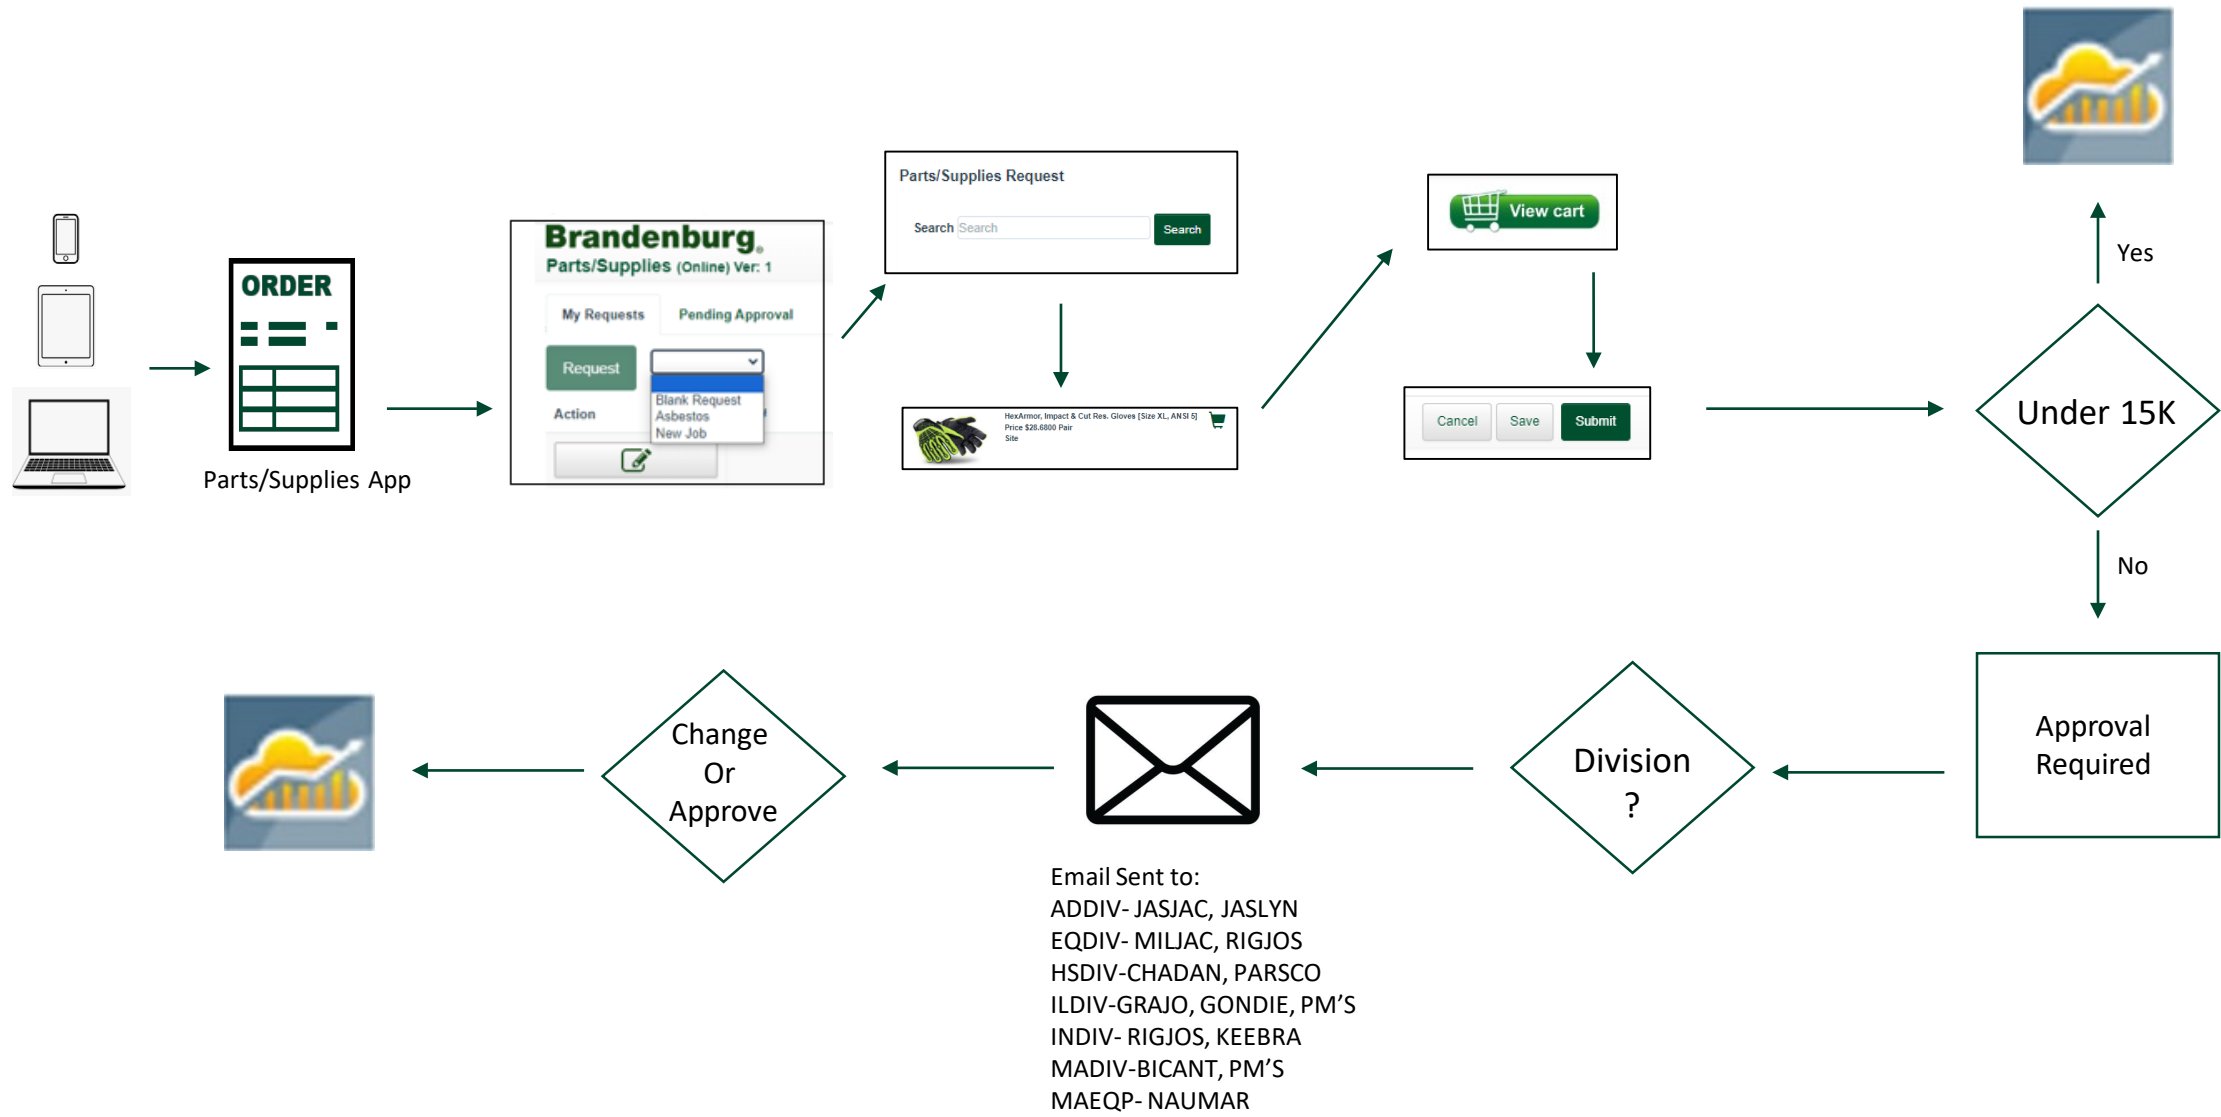 ORDER
Parts/Supplies App
Brandenburg®
Parts/Supplies (Online) Ver: 1
My Requests
Pending Approval
Request
Blank Request
Asbestos
New Job
Action
Parts/Supplies Request
Search
Search
Search
HexArmor, Impact & Cut Res. Gloves [Size XL, ANSI 5]
Price $28.6800 Pair
Site
View cart
Cancel
Save
Submit
Under 15K
Yes
No
Approval
Required
Division
?
Email Sent to:
ADDIV- JASJAC, JASLYN
EQDIV- MILJAC, RIGJOS
HSDIV-CHADAN, PARSCO
ILDIV-GRAJO, GONDIE, PM’S
INDIV- RIGJOS, KEEBRA
MADIV-BICANT, PM’S
MAEQP- NAUMAR
Change
Or
Approve